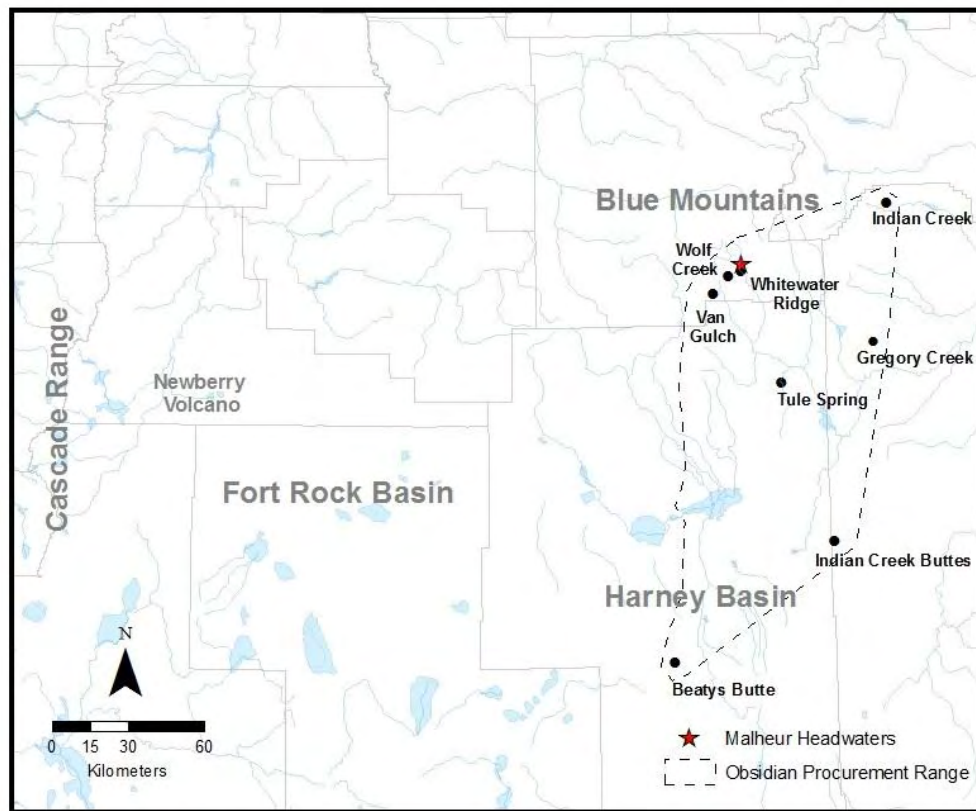 Blue Mountains
Indian Creek
Wolf
Creek
Whitewater
Ridge
Van
Gulch
Gregory Creek
Cascade Range
Newberry
Volcano
Tule Spring
Fort Rock Basin
Indian Creek Buttes
Harney Basin
N
Beatys Butte
0 15 30 60
Kilometers
Malheur Headwaters
Obsidian Procurement Range